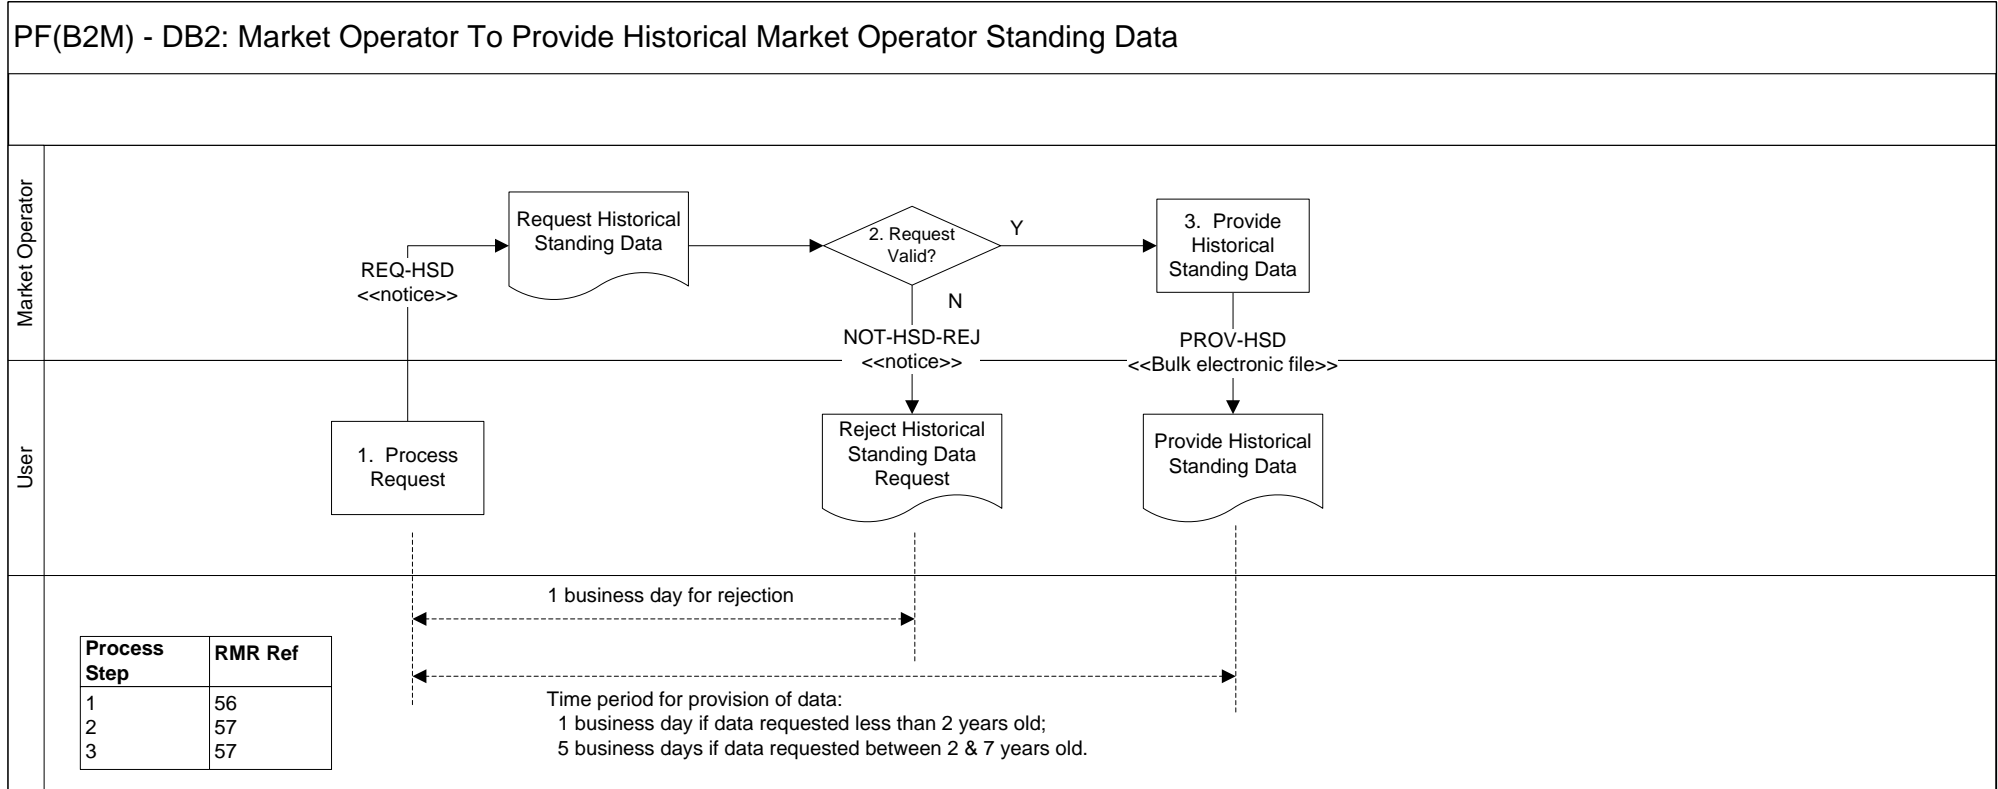 PF(B2M) - DB2: Market Operator To Provide Historical Market Operator Standing Data
Market Operator
Request Historical
Standing Data
2. Request
Valid?
Y
3. Provide
Historical
Standing Data
REQ-HSD
<<notice>>
N
NOT-HSD-REJ
<<notice>>
PROV-HSD
<<Bulk electronic file>>
User
1. Process
Request
Reject Historical
Standing Data
Request
Provide Historical
Standing Data
1 business day for rejection
Process
Step
RMR Ref
1 56
2 57
3 57
Time period for provision of data:
1 business day if data requested less than 2 years old;
5 business days if data requested between 2 & 7 years old.